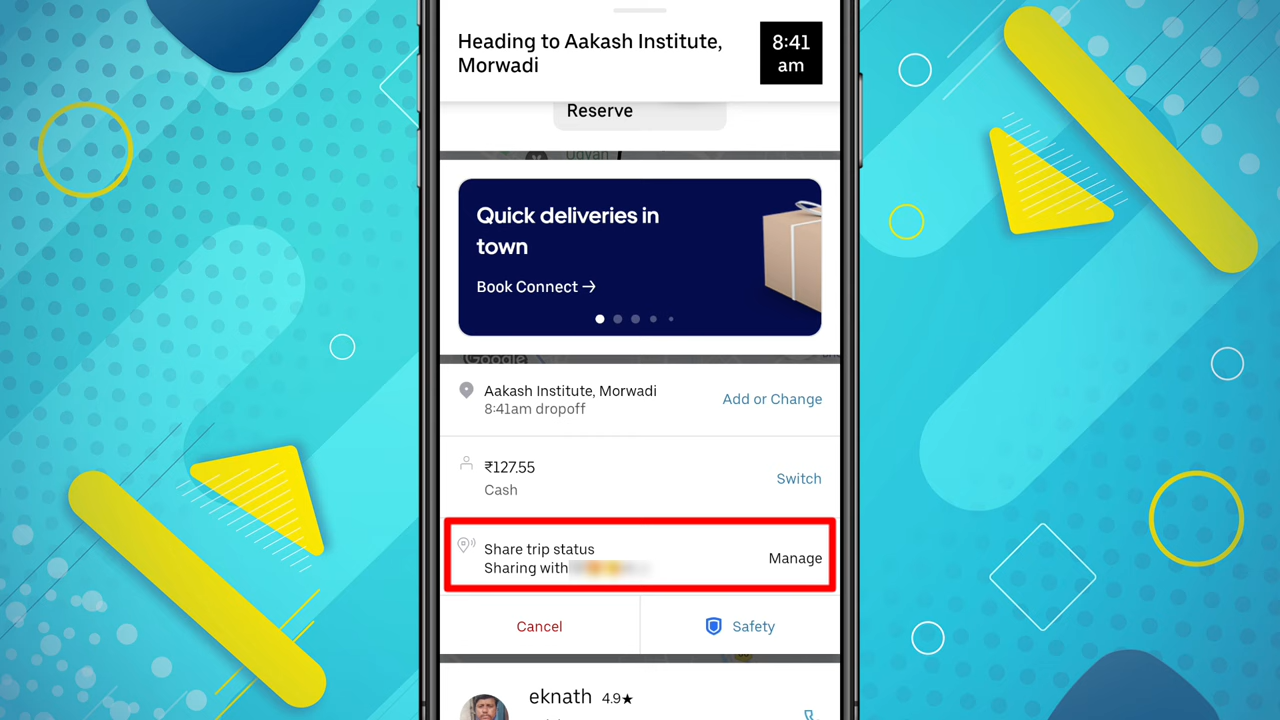 Heading to Aakash Institute,
Morwadi
8:41
am
Reserve
Udyan
Quick deliveries in
town
Book Connect →
Google
Aakash Institute, Morwadi
8:41am dropoff
Add or Change
₹127.55
Cash
Switch
Share trip status
Sharing with
Manage
Cancel
Safety
eknath 4.9★